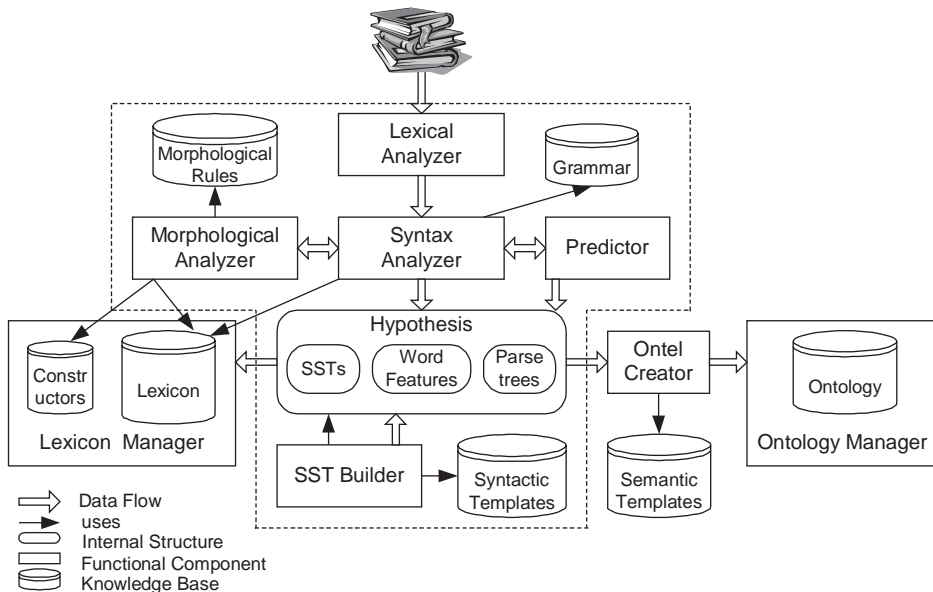 Lexical
Analyzer
Morphological
Rules
Grammar
Morphological
Analyzer
Syntax
Analyzer
Predictor
Hypothesis
SSTs
Word
Features
Parse
trees
Constr
uctors
Lexicon
Lexicon Manager
Ontel
Creator
Ontology
Ontology Manager
SST Builder
Syntactic
Templates
Semantic
Templates
Data Flow
uses
Internal Structure
Functional Component
Knowledge Base